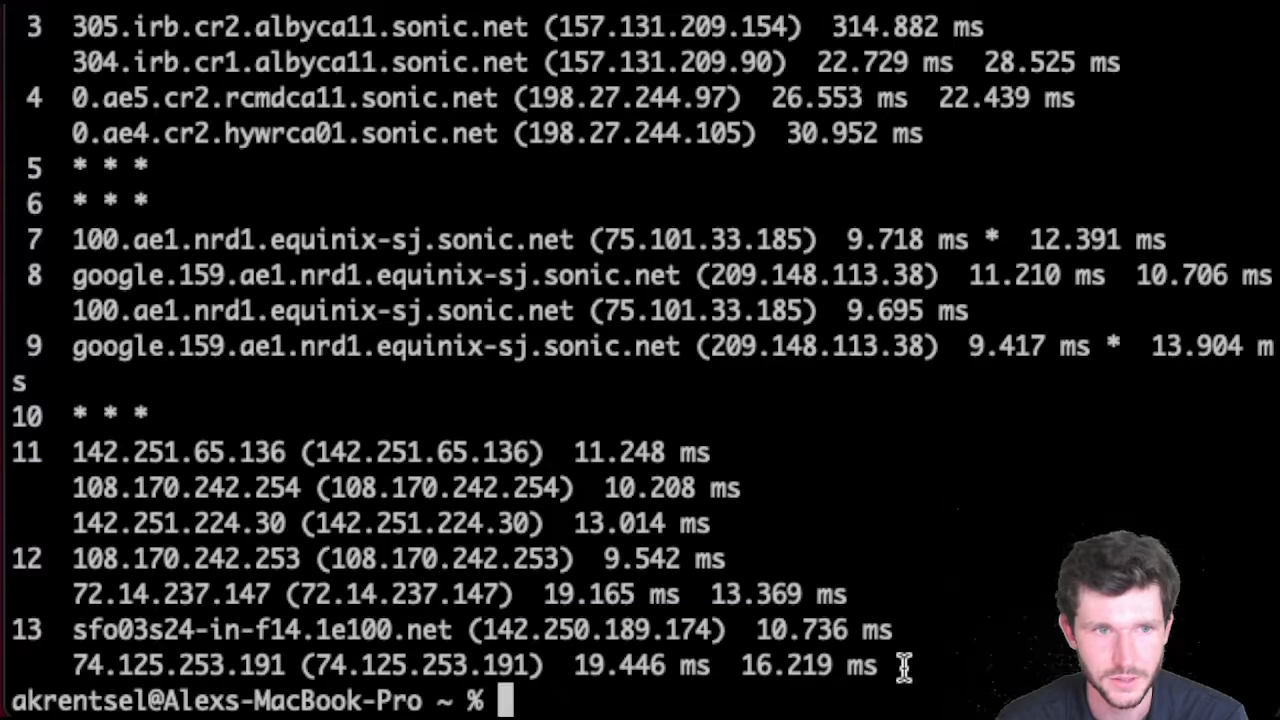 3 305.irb.cr2.albyca11.sonic.net (157.131.209.154) 314.882 ms
304.irb.cr1.albyca11.sonic.net (157.131.209.90) 22.729 ms 28.525 ms
4 0.ae5.cr2.rcmdca11.sonic.net (198.27.244.97) 26.553 ms 22.439 ms
0.ae4.cr2.hywrca01.sonic.net (198.27.244.105) 30.952 ms
5 * * *
6 * * *
7 100.ae1.nrd1.equinix-sj.sonic.net (75.101.33.185) 9.718 ms * 12.391 ms
8 google.159.ae1.nrd1.equinix-sj.sonic.net (209.148.113.38) 11.210 ms 10.706 ms
100.ae1.nrd1.equinix-sj.sonic.net (75.101.33.185) 9.695 ms
9 google.159.ae1.nrd1.equinix-sj.sonic.net (209.148.113.38) 9.417 ms * 13.904 m
s
10 * * *
11 142.251.65.136 (142.251.65.136) 11.248 ms
108.170.242.254 (108.170.242.254) 10.208 ms
142.251.224.30 (142.251.224.30) 13.014 ms
12 108.170.242.253 (108.170.242.253) 9.542 ms
72.14.237.147 (72.14.237.147) 19.165 ms 13.369 ms
13 sfo03s24-in-f14.1e100.net (142.250.189.174) 10.736 ms
74.125.253.191 (74.125.253.191) 19.446 ms 16.219 ms
akrentsel@Alexs-MacBook-Pro ~ %